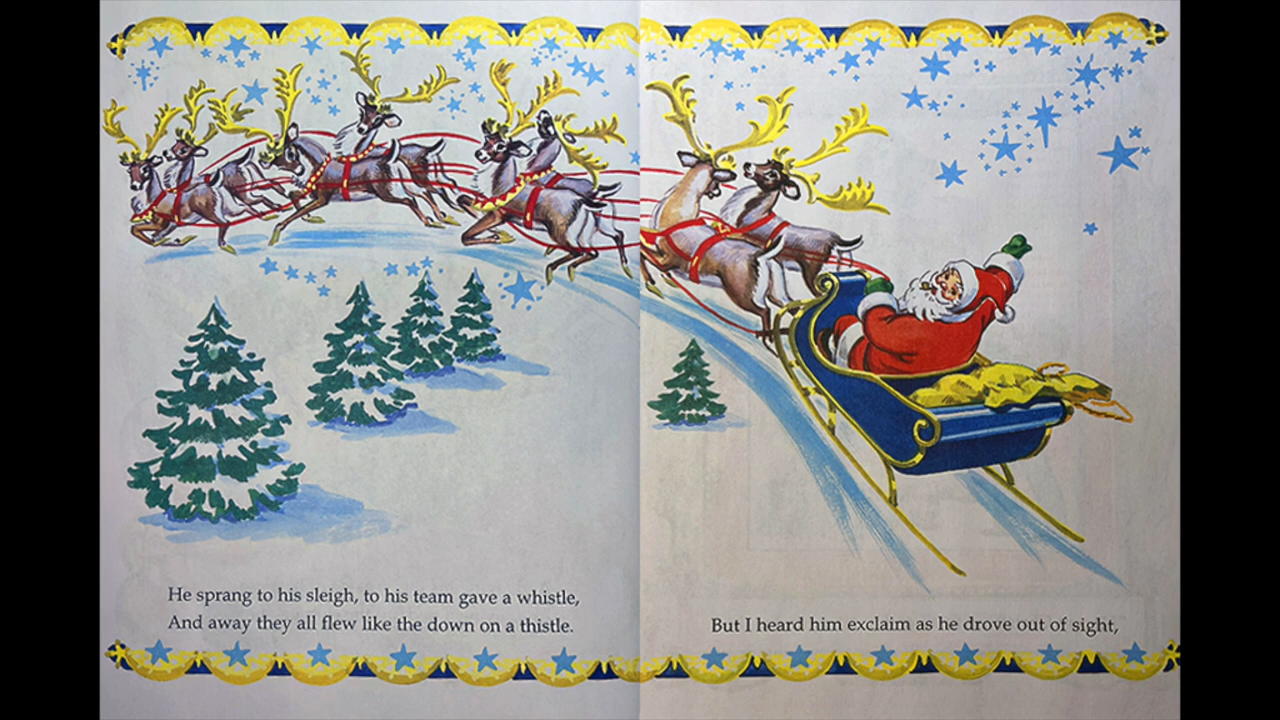 He sprang to his sleigh, to his team gave a whistle,
And away they all flew like the down on a thistle.
But I heard him exclaim as he drove out of sight,